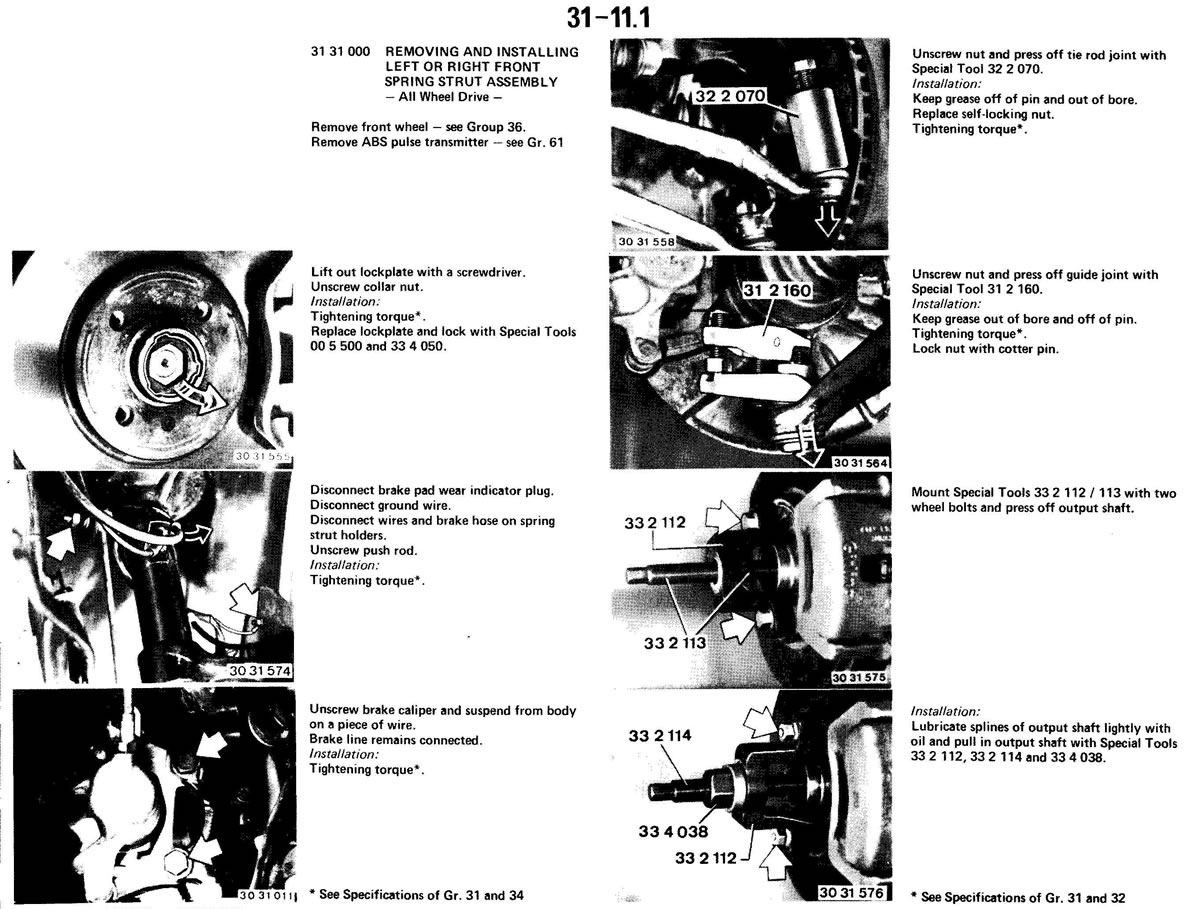 31-11.1
31 31 000 REMOVING AND INSTALLING
LEFT OR RIGHT FRONT
SPRING STRUT ASSEMBLY
– All Wheel Drive –
Remove front wheel – see Group 36.
Remove ABS pulse transmitter – see Gr. 61
30 31 555
Lift out lockplate with a screwdriver.
Unscrew collar nut.
Installation:
Tightening torque*.
Replace lockplate and lock with Special Tools
00 5 500 and 33 4 050.
30 31 574
Disconnect brake pad wear indicator plug.
Disconnect ground wire.
Disconnect wires and brake hose on spring
strut holders.
Unscrew push rod.
Installation:
Tightening torque*.
30 31 011
Unscrew brake caliper and suspend from body
on a piece of wire.
Brake line remains connected.
Installation:
Tightening torque*.
* See Specifications of Gr. 31 and 34
32 2 070
30 31 558
Unscrew nut and press off tie rod joint with
Special Tool 32 2 070.
Installation:
Keep grease off of pin and out of bore.
Replace self-locking nut.
Tightening torque*.
31 2 160
30 31 564
Unscrew nut and press off guide joint with
Special Tool 31 2 160.
Installation:
Keep grease out of bore and off of pin.
Tightening torque*.
Lock nut with cotter pin.
33 2 112
33 2 113
30 31 575
Mount Special Tools 33 2 112 / 113 with two
wheel bolts and press off output shaft.
33 2 114
33 4 038
33 2 112
30 31 576
Installation:
Lubricate splines of output shaft lightly with
oil and pull in output shaft with Special Tools
33 2 112, 33 2 114 and 33 4 038.
* See Specifications of Gr. 31 and 32